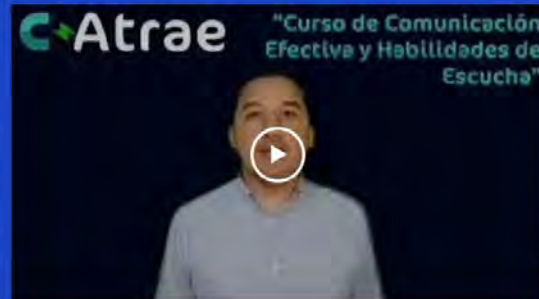 C Atrae
"Curso de Comunicación
Efectiva y Habilidades de
Escucha"